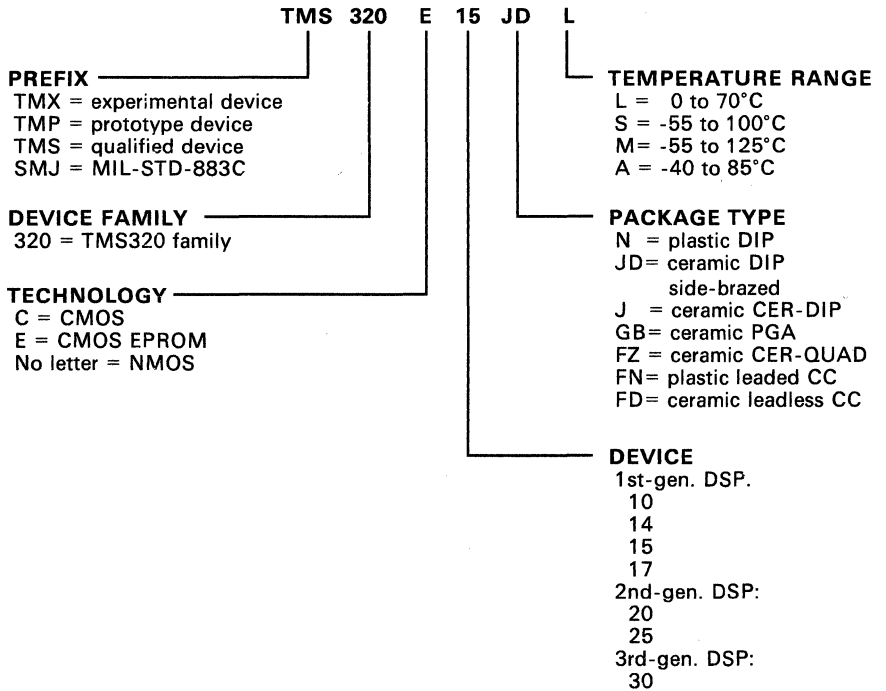 TMS 320 E 15 JD L
PREFIX
TMX = experimental device
TMP = prototype device
TMS = qualified device
SMJ = MIL-STD-883C
DEVICE FAMILY
320 = TMS320 family
TECHNOLOGY
C = CMOS
E = CMOS EPROM
No letter = NMOS
TEMPERATURE RANGE
L = 0 to 70°C
S = -55 to 100°C
M= -55 to 125°C
A = -40 to 85°C
PACKAGE TYPE
N = plastic DIP
JD= ceramic DIP
side-brazed
J = ceramic CER-DIP
GB= ceramic PGA
FZ = ceramic CER-QUAD
FN= plastic leaded CC
FD= ceramic leadless CC
DEVICE
1st-gen. DSP.
10
14
15
17
2nd-gen. DSP:
20
25
3rd-gen. DSP:
30